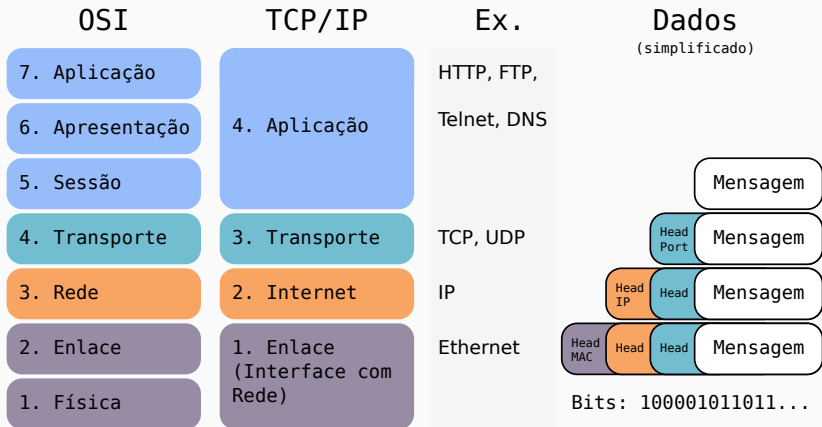 OSI
TCP/IP
Ex.
Dados
(simplificado)
7. Aplicação
6. Apresentação
5. Sessão
4. Transporte
3. Rede
2. Enlace
1. Física
4. Aplicação
3. Transporte
2. Internet
1. Enlace
(Interface com
Rede)
HTTP, FTP,
Telnet, DNS
TCP, UDP
IP
Ethernet
Mensagem
Head
Port
Mensagem
Head
IP
Head
Mensagem
Head
MAC
Head
Head
Mensagem
Bits: 100001011011...